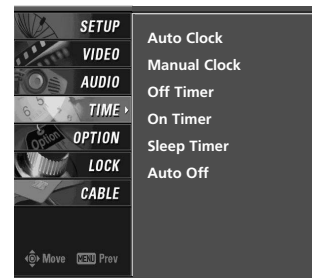 SETUP
VIDEO
AUDIO
TIME
OPTION
LOCK
CABLE
Move MENU Prev
Auto Clock
Manual Clock
Off Timer
On Timer
Sleep Timer
Auto Off
Option